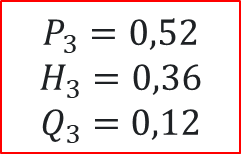 P₃ = 0,52
H₃ = 0,36
Q₃ = 0,12